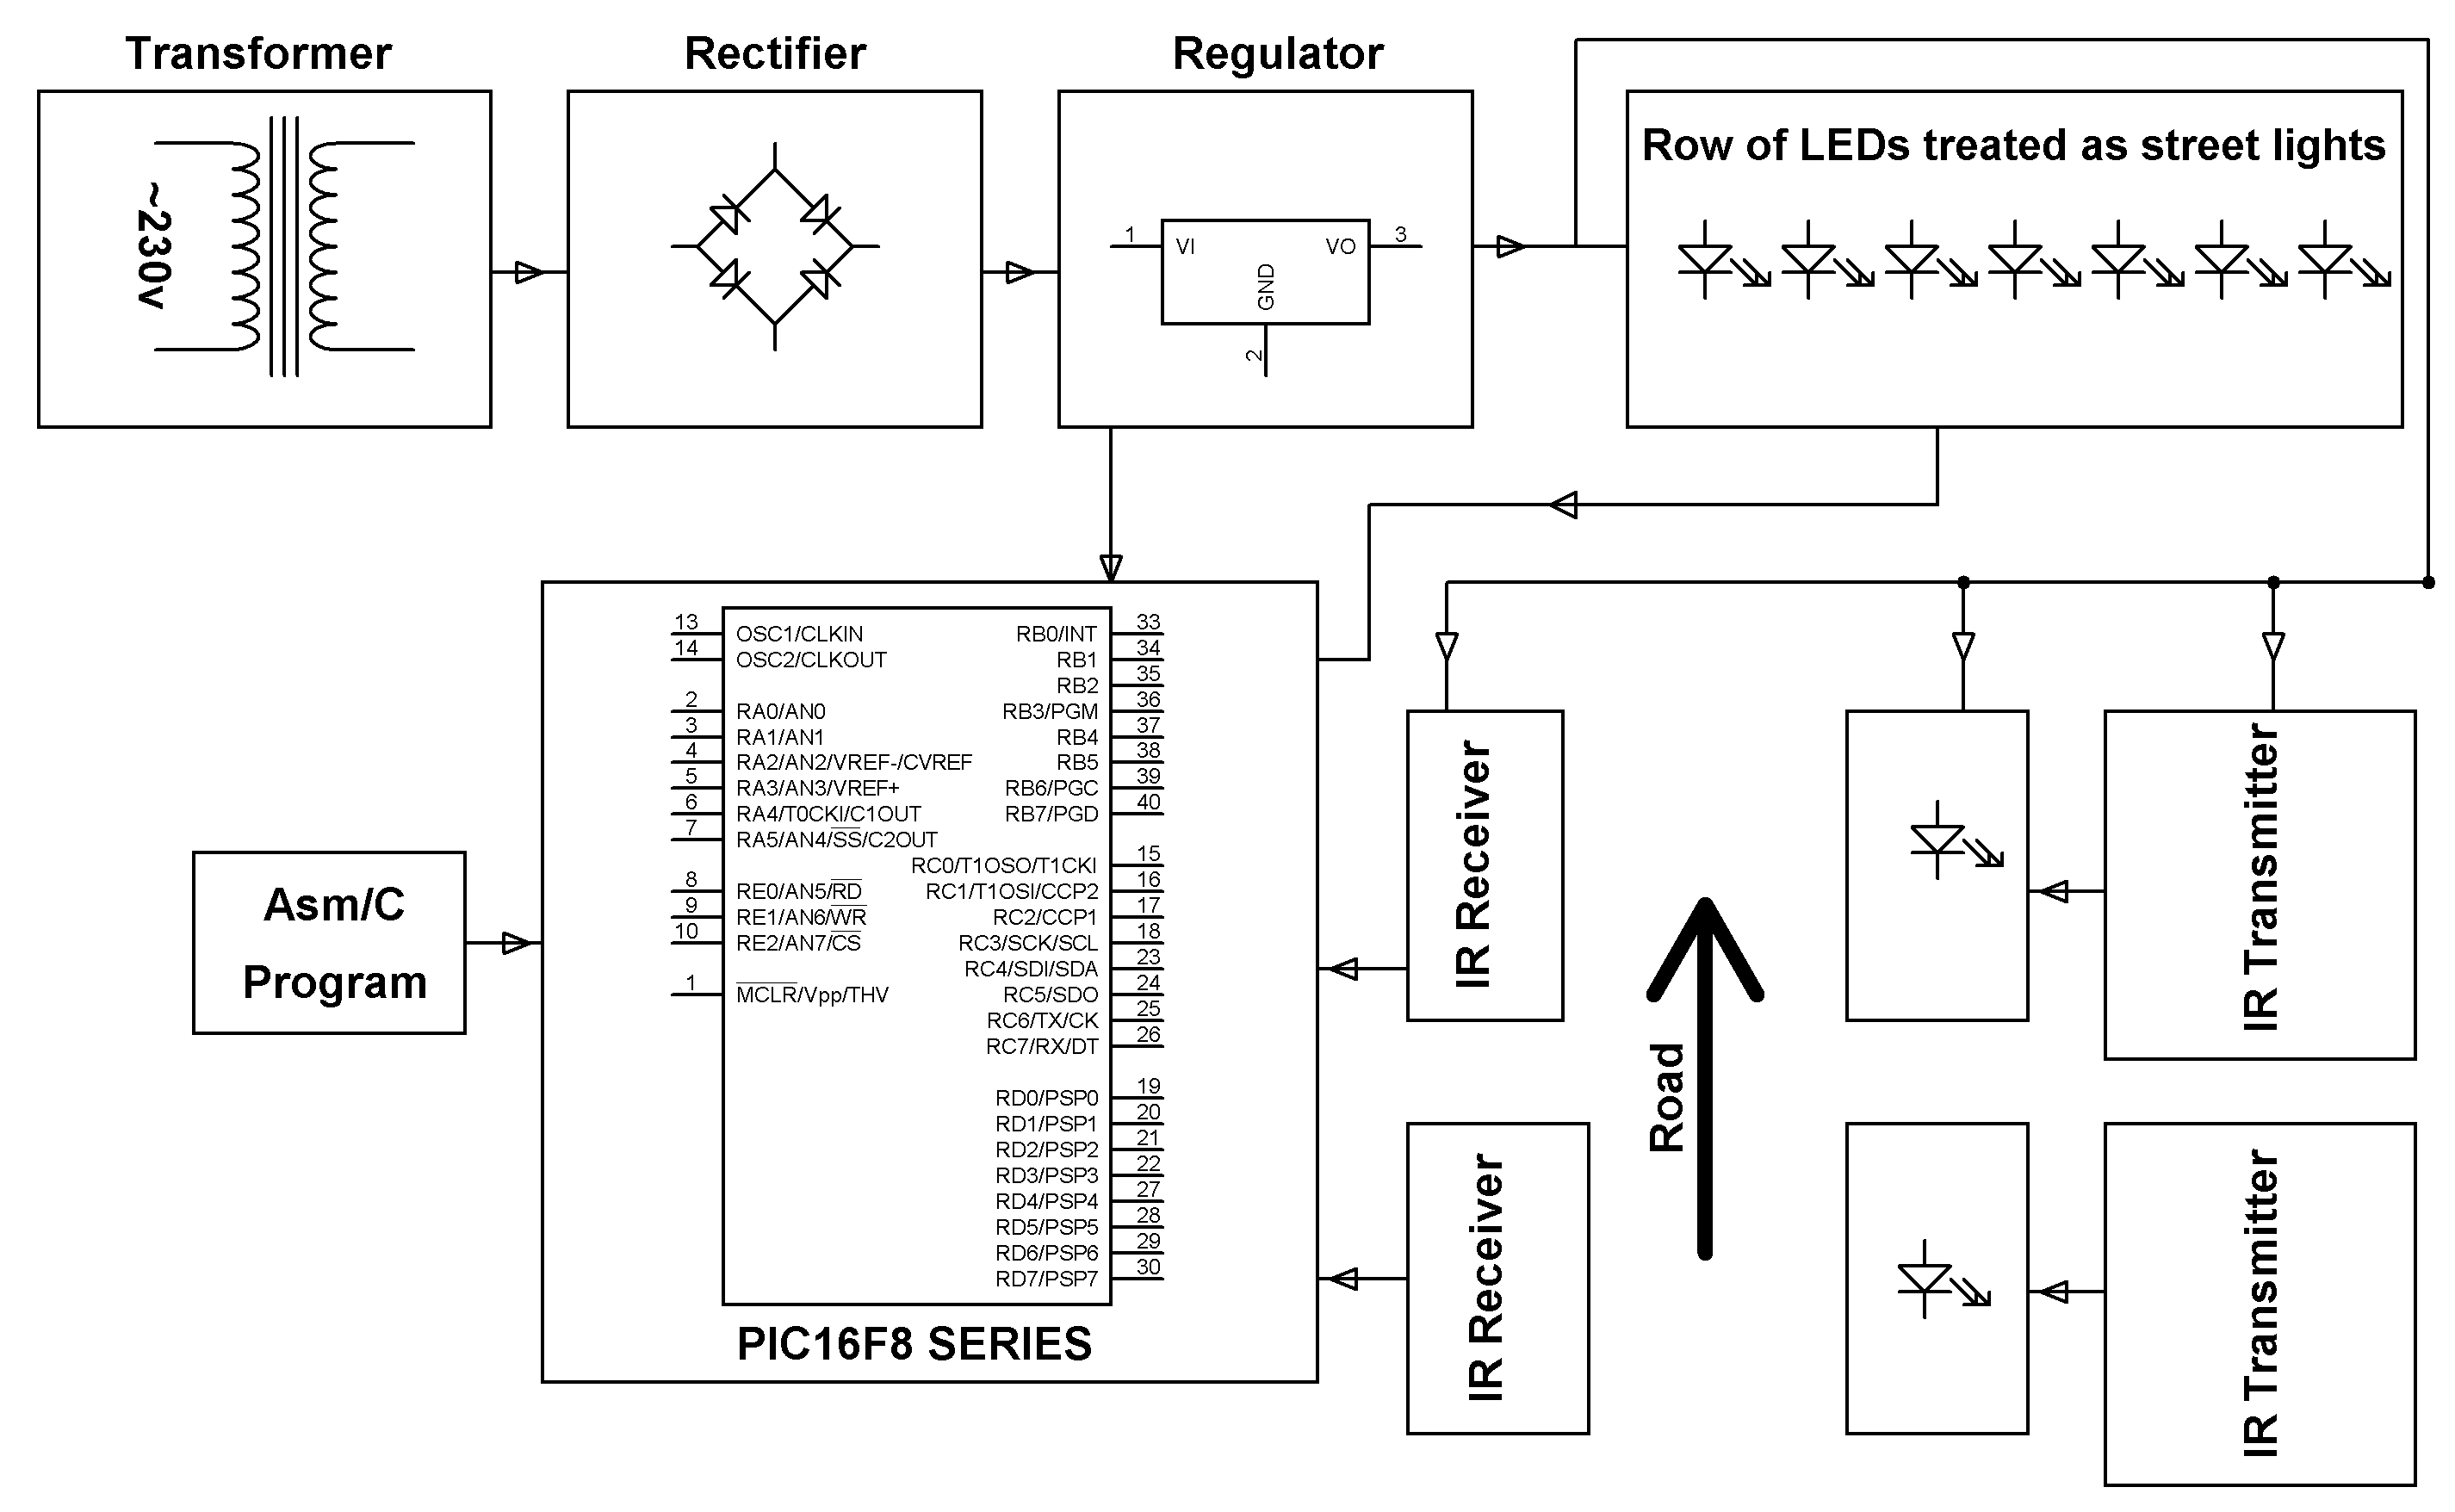 Transformer
Rectifier
Regulator
Row of LEDs treated as street lights
~230v
1
VI
VO
3
GND
2
13
OSC1/CLKIN
RB0/INT
33
14
OSC2/CLKOUT
RB1
34
RB2
35
2
RA0/AN0
RB3/PGM
36
3
RA1/AN1
RB4
37
4
RA2/AN2/VREF-/CVREF
RB5
38
5
RA3/AN3/VREF+
RB6/PGC
39
6
RA4/T0CKI/C1OUT
RB7/PGD
40
7
RA5/AN4/SS/C2OUT
RC0/T1OSO/T1CKI
15
8
RE0/AN5/RD
RC1/T1OSI/CCP2
16
9
RE1/AN6/WR
RC2/CCP1
17
10
RE2/AN7/CS
RC3/SCK/SCL
18
RC4/SDI/SDA
23
1
MCLR/Vpp/THV
RC5/SDO
24
RC6/TX/CK
25
RC7/RX/DT
26
RD0/PSP0
19
RD1/PSP1
20
RD2/PSP2
21
RD3/PSP3
22
RD4/PSP4
27
RD5/PSP5
28
RD6/PSP6
29
RD7/PSP7
30
PIC16F8 SERIES
Asm/C
Program
IR Receiver
IR Transmitter
Road
IR Receiver
IR Transmitter